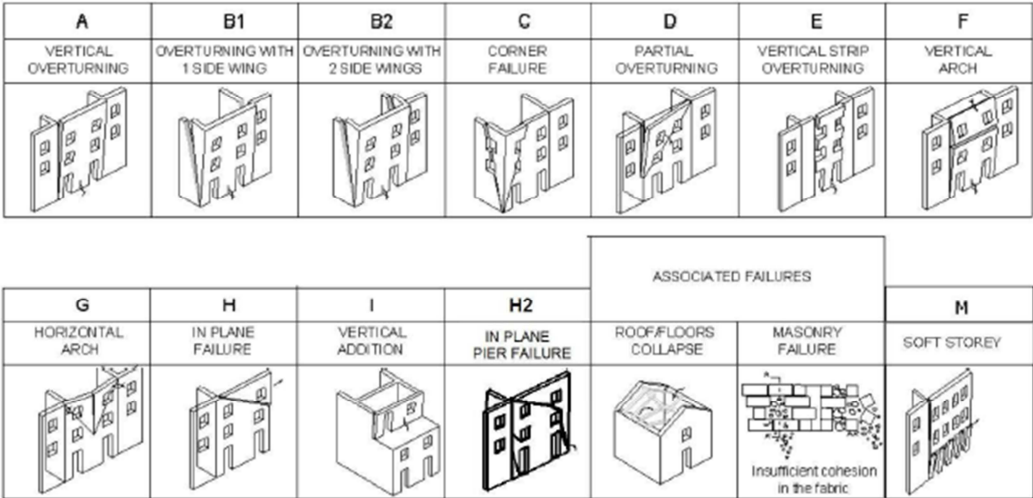 A B1 B2 C D E F
VERTICAL OVERTURNING WITH OVERTURNING WITH CORNER PARTIAL VERTICAL STRIP VERTICAL
OVERTURNING 1 SIDE WING 2 SIDE WINGS FAILURE OVERTURNING OVERTURNING ARCH
ASSOCIATED FAILURES
G H I H2 M
HORIZONTAL IN PLANE VERTICAL IN PLANE ROOF/FLOORS MASONRY SOFT STOREY
ARCH FAILURE ADDITION PIER FAILURE COLLAPSE FAILURE
Insufficient cohesion
in the fabric